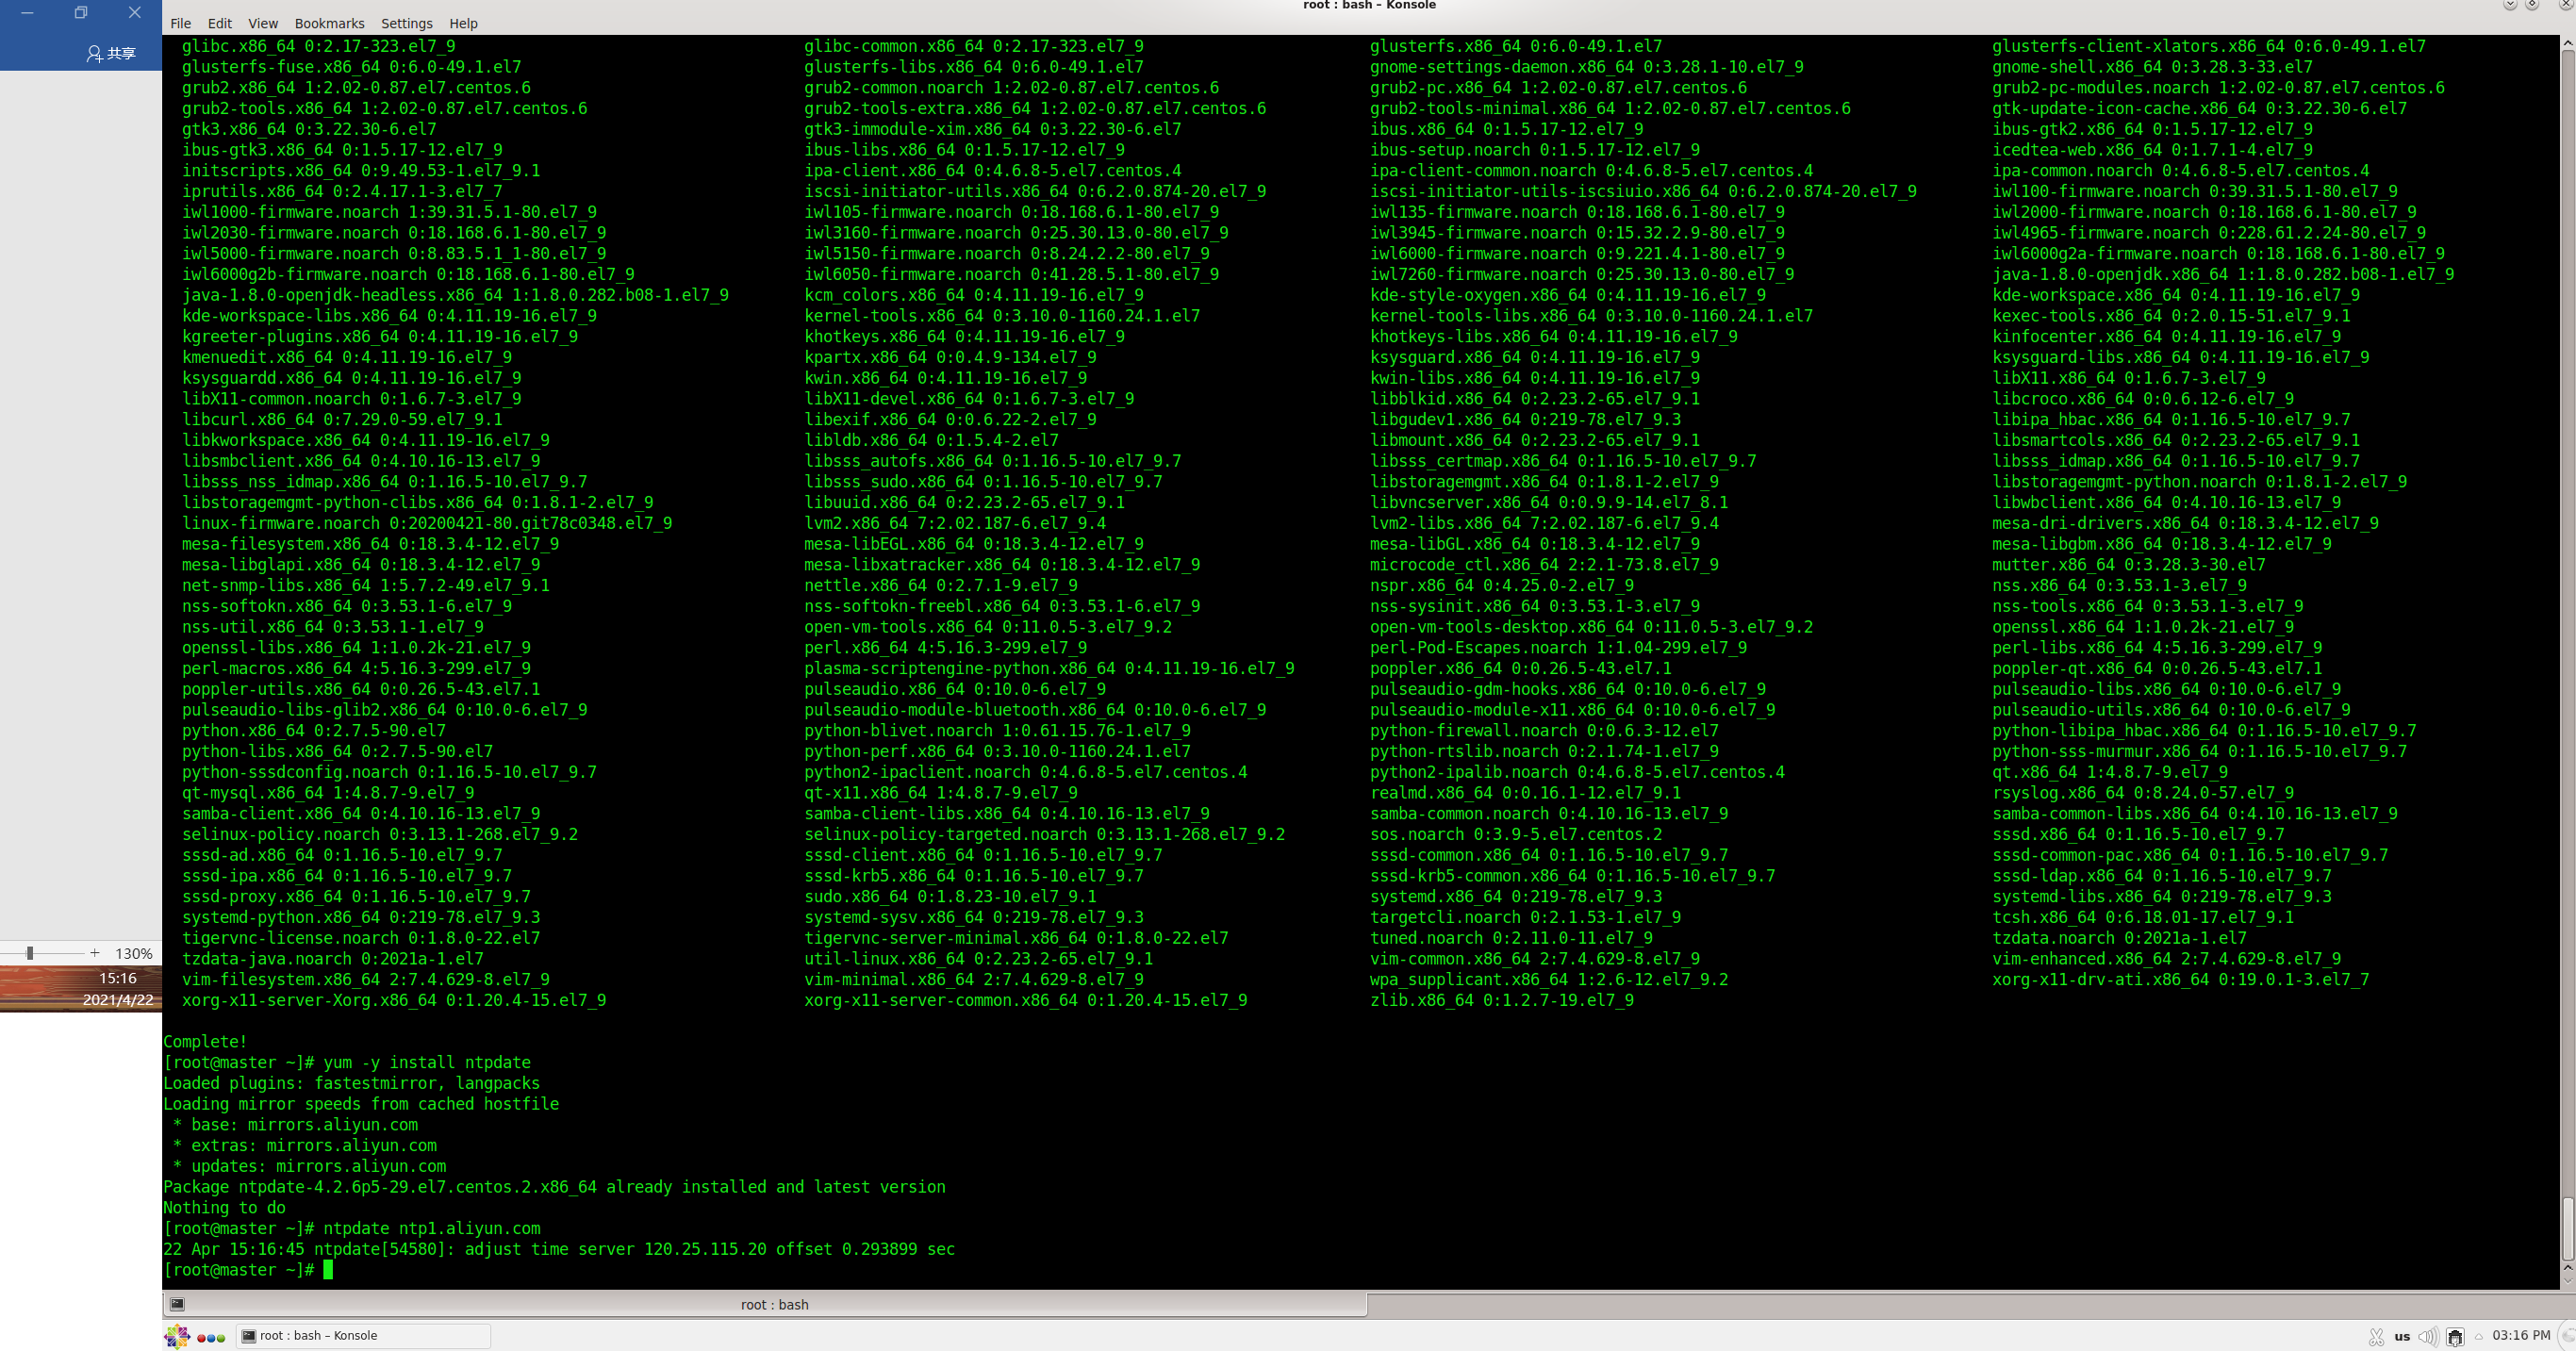 root : bash – Konsole
共享
File Edit View Bookmarks Settings Help
glibc.x86_64 0:2.17-323.el7_9 glibc-common.x86_64 0:2.17-323.el7_9 glusterfs.x86_64 0:6.0-49.1.el7 glusterfs-client-xlators.x86_64 0:6.0-49.1.el7
glusterfs-fuse.x86_64 0:6.0-49.1.el7 glusterfs-libs.x86_64 0:6.0-49.1.el7 gnome-settings-daemon.x86_64 0:3.28.1-10.el7_9 gnome-shell.x86_64 0:3.28.3-33.el7
grub2.x86_64 1:2.02-0.87.el7.centos.6 grub2-common.noarch 1:2.02-0.87.el7.centos.6 grub2-pc.x86_64 1:2.02-0.87.el7.centos.6 grub2-pc-modules.noarch 1:2.02-0.87.el7.centos.6
grub2-tools.x86_64 1:2.02-0.87.el7.centos.6 grub2-tools-extra.x86_64 1:2.02-0.87.el7.centos.6 grub2-tools-minimal.x86_64 1:2.02-0.87.el7.centos.6 gtk-update-icon-cache.x86_64 0:3.22.30-6.el7
gtk3.x86_64 0:3.22.30-6.el7 gtk3-immodule-xim.x86_64 0:3.22.30-6.el7 ibus.x86_64 0:1.5.17-12.el7_9 ibus-gtk2.x86_64 0:1.5.17-12.el7_9
ibus-gtk3.x86_64 0:1.5.17-12.el7_9 ibus-libs.x86_64 0:1.5.17-12.el7_9 ibus-setup.noarch 0:1.5.17-12.el7_9 icedtea-web.x86_64 0:1.7.1-4.el7_9
initscripts.x86_64 0:9.49.53-1.el7_9.1 ipa-client.x86_64 0:4.6.8-5.el7.centos.4 ipa-client-common.noarch 0:4.6.8-5.el7.centos.4 ipa-common.noarch 0:4.6.8-5.el7.centos.4
iprutils.x86_64 0:2.4.17.1-3.el7_7 iscsi-initiator-utils.x86_64 0:6.2.0.874-20.el7_9 iscsi-initiator-utils-iscsiuio.x86_64 0:6.2.0.874-20.el7_9 iwl100-firmware.noarch 0:39.31.5.1-80.el7_9
iwl1000-firmware.noarch 1:39.31.5.1-80.el7_9 iwl105-firmware.noarch 0:18.168.6.1-80.el7_9 iwl135-firmware.noarch 0:18.168.6.1-80.el7_9 iwl2000-firmware.noarch 0:18.168.6.1-80.el7_9
iwl2030-firmware.noarch 0:18.168.6.1-80.el7_9 iwl3160-firmware.noarch 0:25.30.13.0-80.el7_9 iwl3945-firmware.noarch 0:15.32.2.9-80.el7_9 iwl4965-firmware.noarch 0:228.61.2.24-80.el7_9
iwl5000-firmware.noarch 0:8.83.5.1_1-80.el7_9 iwl5150-firmware.noarch 0:8.24.2.2-80.el7_9 iwl6000-firmware.noarch 0:9.221.4.1-80.el7_9 iwl6000g2a-firmware.noarch 0:18.168.6.1-80.el7_9
iwl6000g2b-firmware.noarch 0:18.168.6.1-80.el7_9 iwl6050-firmware.noarch 0:41.28.5.1-80.el7_9 iwl7260-firmware.noarch 0:25.30.13.0-80.el7_9 java-1.8.0-openjdk.x86_64 1:1.8.0.282.b08-1.el7_9
java-1.8.0-openjdk-headless.x86_64 1:1.8.0.282.b08-1.el7_9 kcm_colors.x86_64 0:4.11.19-16.el7_9 kde-style-oxygen.x86_64 0:4.11.19-16.el7_9 kde-workspace.x86_64 0:4.11.19-16.el7_9
kde-workspace-libs.x86_64 0:4.11.19-16.el7_9 kernel-tools.x86_64 0:3.10.0-1160.24.1.el7 kernel-tools-libs.x86_64 0:3.10.0-1160.24.1.el7 kexec-tools.x86_64 0:2.0.15-51.el7_9.1
kgreeter-plugins.x86_64 0:4.11.19-16.el7_9 khotkeys.x86_64 0:4.11.19-16.el7_9 khotkeys-libs.x86_64 0:4.11.19-16.el7_9 kinfocenter.x86_64 0:4.11.19-16.el7_9
kmenuedit.x86_64 0:4.11.19-16.el7_9 kpartx.x86_64 0:0.4.9-134.el7_9 ksysguard.x86_64 0:4.11.19-16.el7_9 ksysguard-libs.x86_64 0:4.11.19-16.el7_9
ksysguardd.x86_64 0:4.11.19-16.el7_9 kwin.x86_64 0:4.11.19-16.el7_9 kwin-libs.x86_64 0:4.11.19-16.el7_9 libX11.x86_64 0:1.6.7-3.el7_9
libX11-common.noarch 0:1.6.7-3.el7_9 libX11-devel.x86_64 0:1.6.7-3.el7_9 libblkid.x86_64 0:2.23.2-65.el7_9.1 libcroco.x86_64 0:0.6.12-6.el7_9
libcurl.x86_64 0:7.29.0-59.el7_9.1 libexif.x86_64 0:0.6.22-2.el7_9 libgudev1.x86_64 0:219-78.el7_9.3 libipa_hbac.x86_64 0:1.16.5-10.el7_9.7
libkworkspace.x86_64 0:4.11.19-16.el7_9 libldb.x86_64 0:1.5.4-2.el7 libmount.x86_64 0:2.23.2-65.el7_9.1 libsmartcols.x86_64 0:2.23.2-65.el7_9.1
libsmbclient.x86_64 0:4.10.16-13.el7_9 libsss_autofs.x86_64 0:1.16.5-10.el7_9.7 libsss_certmap.x86_64 0:1.16.5-10.el7_9.7 libsss_idmap.x86_64 0:1.16.5-10.el7_9.7
libsss_nss_idmap.x86_64 0:1.16.5-10.el7_9.7 libsss_sudo.x86_64 0:1.16.5-10.el7_9.7 libstoragemgmt.x86_64 0:1.8.1-2.el7_9 libstoragemgmt-python.noarch 0:1.8.1-2.el7_9
libstoragemgmt-python-clibs.x86_64 0:1.8.1-2.el7_9 libuuid.x86_64 0:2.23.2-65.el7_9.1 libvncserver.x86_64 0:0.9.9-14.el7_8.1 libwbclient.x86_64 0:4.10.16-13.el7_9
linux-firmware.noarch 0:20200421-80.git78c0348.el7_9 lvm2.x86_64 7:2.02.187-6.el7_9.4 lvm2-libs.x86_64 7:2.02.187-6.el7_9.4 mesa-dri-drivers.x86_64 0:18.3.4-12.el7_9
mesa-filesystem.x86_64 0:18.3.4-12.el7_9 mesa-libEGL.x86_64 0:18.3.4-12.el7_9 mesa-libGL.x86_64 0:18.3.4-12.el7_9 mesa-libgbm.x86_64 0:18.3.4-12.el7_9
mesa-libglapi.x86_64 0:18.3.4-12.el7_9 mesa-libxatracker.x86_64 0:18.3.4-12.el7_9 microcode_ctl.x86_64 2:2.1-73.8.el7_9 mutter.x86_64 0:3.28.3-30.el7
net-snmp-libs.x86_64 1:5.7.2-49.el7_9.1 nettle.x86_64 0:2.7.1-9.el7_9 nspr.x86_64 0:4.25.0-2.el7_9 nss.x86_64 0:3.53.1-3.el7_9
nss-softokn.x86_64 0:3.53.1-6.el7_9 nss-softokn-freebl.x86_64 0:3.53.1-6.el7_9 nss-sysinit.x86_64 0:3.53.1-3.el7_9 nss-tools.x86_64 0:3.53.1-3.el7_9
nss-util.x86_64 0:3.53.1-1.el7_9 open-vm-tools.x86_64 0:11.0.5-3.el7_9.2 open-vm-tools-desktop.x86_64 0:11.0.5-3.el7_9.2 openssl.x86_64 1:1.0.2k-21.el7_9
openssl-libs.x86_64 1:1.0.2k-21.el7_9 perl.x86_64 4:5.16.3-299.el7_9 perl-Pod-Escapes.noarch 1:1.04-299.el7_9 perl-libs.x86_64 4:5.16.3-299.el7_9
perl-macros.x86_64 4:5.16.3-299.el7_9 plasma-scriptengine-python.x86_64 0:4.11.19-16.el7_9 poppler.x86_64 0:0.26.5-43.el7.1 poppler-qt.x86_64 0:0.26.5-43.el7.1
poppler-utils.x86_64 0:0.26.5-43.el7.1 pulseaudio.x86_64 0:10.0-6.el7_9 pulseaudio-gdm-hooks.x86_64 0:10.0-6.el7_9 pulseaudio-libs.x86_64 0:10.0-6.el7_9
pulseaudio-libs-glib2.x86_64 0:10.0-6.el7_9 pulseaudio-module-bluetooth.x86_64 0:10.0-6.el7_9 pulseaudio-module-x11.x86_64 0:10.0-6.el7_9 pulseaudio-utils.x86_64 0:10.0-6.el7_9
python.x86_64 0:2.7.5-90.el7 python-blivet.noarch 1:0.61.15.76-1.el7_9 python-firewall.noarch 0:0.6.3-12.el7 python-libipa_hbac.x86_64 0:1.16.5-10.el7_9.7
python-libs.x86_64 0:2.7.5-90.el7 python-perf.x86_64 0:3.10.0-1160.24.1.el7 python-rtslib.noarch 0:2.1.74-1.el7_9 python-sss-murmur.x86_64 0:1.16.5-10.el7_9.7
python-sssdconfig.noarch 0:1.16.5-10.el7_9.7 python2-ipaclient.noarch 0:4.6.8-5.el7.centos.4 python2-ipalib.noarch 0:4.6.8-5.el7.centos.4 qt.x86_64 1:4.8.7-9.el7_9
qt-mysql.x86_64 1:4.8.7-9.el7_9 qt-x11.x86_64 1:4.8.7-9.el7_9 realmd.x86_64 0:0.16.1-12.el7_9.1 rsyslog.x86_64 0:8.24.0-57.el7_9
samba-client.x86_64 0:4.10.16-13.el7_9 samba-client-libs.x86_64 0:4.10.16-13.el7_9 samba-common.noarch 0:4.10.16-13.el7_9 samba-common-libs.x86_64 0:4.10.16-13.el7_9
selinux-policy.noarch 0:3.13.1-268.el7_9.2 selinux-policy-targeted.noarch 0:3.13.1-268.el7_9.2 sos.noarch 0:3.9-5.el7.centos.2 sssd.x86_64 0:1.16.5-10.el7_9.7
sssd-ad.x86_64 0:1.16.5-10.el7_9.7 sssd-client.x86_64 0:1.16.5-10.el7_9.7 sssd-common.x86_64 0:1.16.5-10.el7_9.7 sssd-common-pac.x86_64 0:1.16.5-10.el7_9.7
sssd-ipa.x86_64 0:1.16.5-10.el7_9.7 sssd-krb5.x86_64 0:1.16.5-10.el7_9.7 sssd-krb5-common.x86_64 0:1.16.5-10.el7_9.7 sssd-ldap.x86_64 0:1.16.5-10.el7_9.7
sssd-proxy.x86_64 0:1.16.5-10.el7_9.7 sudo.x86_64 0:1.8.23-10.el7_9.1 systemd.x86_64 0:219-78.el7_9.3 systemd-libs.x86_64 0:219-78.el7_9.3
systemd-python.x86_64 0:219-78.el7_9.3 systemd-sysv.x86_64 0:219-78.el7_9.3 targetcli.noarch 0:2.1.53-1.el7_9 tcsh.x86_64 0:6.18.01-17.el7_9.1
tigervnc-license.noarch 0:1.8.0-22.el7 tigervnc-server-minimal.x86_64 0:1.8.0-22.el7 tuned.noarch 0:2.11.0-11.el7_9 tzdata.noarch 0:2021a-1.el7
130%
tzdata-java.noarch 0:2021a-1.el7 util-linux.x86_64 0:2.23.2-65.el7_9.1 vim-common.x86_64 2:7.4.629-8.el7_9 vim-enhanced.x86_64 2:7.4.629-8.el7_9
15:16
vim-filesystem.x86_64 2:7.4.629-8.el7_9 vim-minimal.x86_64 2:7.4.629-8.el7_9 wpa_supplicant.x86_64 1:2.6-12.el7_9.2 xorg-x11-drv-ati.x86_64 0:19.0.1-3.el7_7
2021/4/22
xorg-x11-server-Xorg.x86_64 0:1.20.4-15.el7_9 xorg-x11-server-common.x86_64 0:1.20.4-15.el7_9 zlib.x86_64 0:1.2.7-19.el7_9
Complete!
[root@master ~]# yum -y install ntpdate
Loaded plugins: fastestmirror, langpacks
Loading mirror speeds from cached hostfile
* base: mirrors.aliyun.com
* extras: mirrors.aliyun.com
* updates: mirrors.aliyun.com
Package ntpdate-4.2.6p5-29.el7.centos.2.x86_64 already installed and latest version
Nothing to do
[root@master ~]# ntpdate ntp1.aliyun.com
22 Apr 15:16:45 ntpdate[54580]: adjust time server 120.25.115.20 offset 0.293899 sec
[root@master ~]#
root : bash
root : bash – Konsole
us
03:16 PM